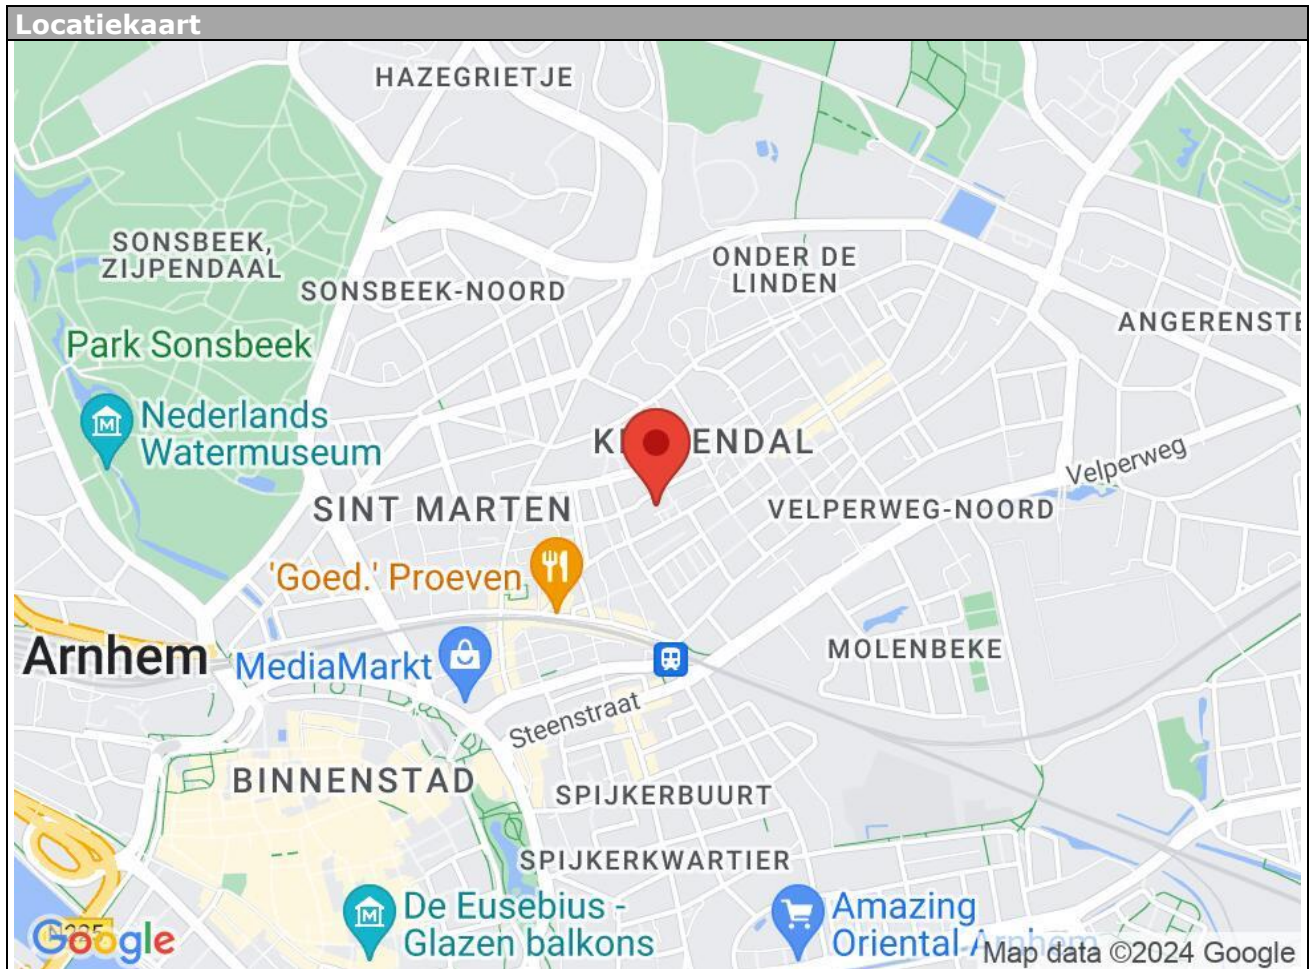 Locatiekaart
HAZEGRIETJE
SONSBEEK,
ZIJPENDAAL
ONDER DE
LINDEN
SONSBEEK-NOORD
ANGERENSTE
Park Sonsbeek
Nederlands
Watermuseum
K ENDAL
Velperweg
SINT MARTEN
VELPERWEG-NOORD
'Goed.' Proeven
Arnhem
MediaMarkt
MOLENBEKE
Steenstraat
BINNENSTAD
SPIJKERBUURT
SPIJKERKWARTIER
De Eusebius -
Glazen balkons
Amazing
Oriental Arnhem
N225
Google
Map data ©2024 Google